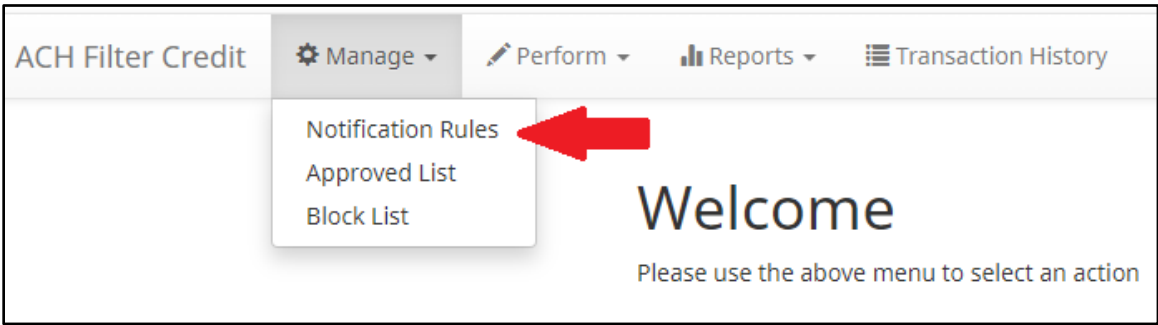 ACH Filter Credit Manage Perform Reports Transaction History
Notification Rules
Approved List
Block List
Welcome
Please use the above menu to select an action